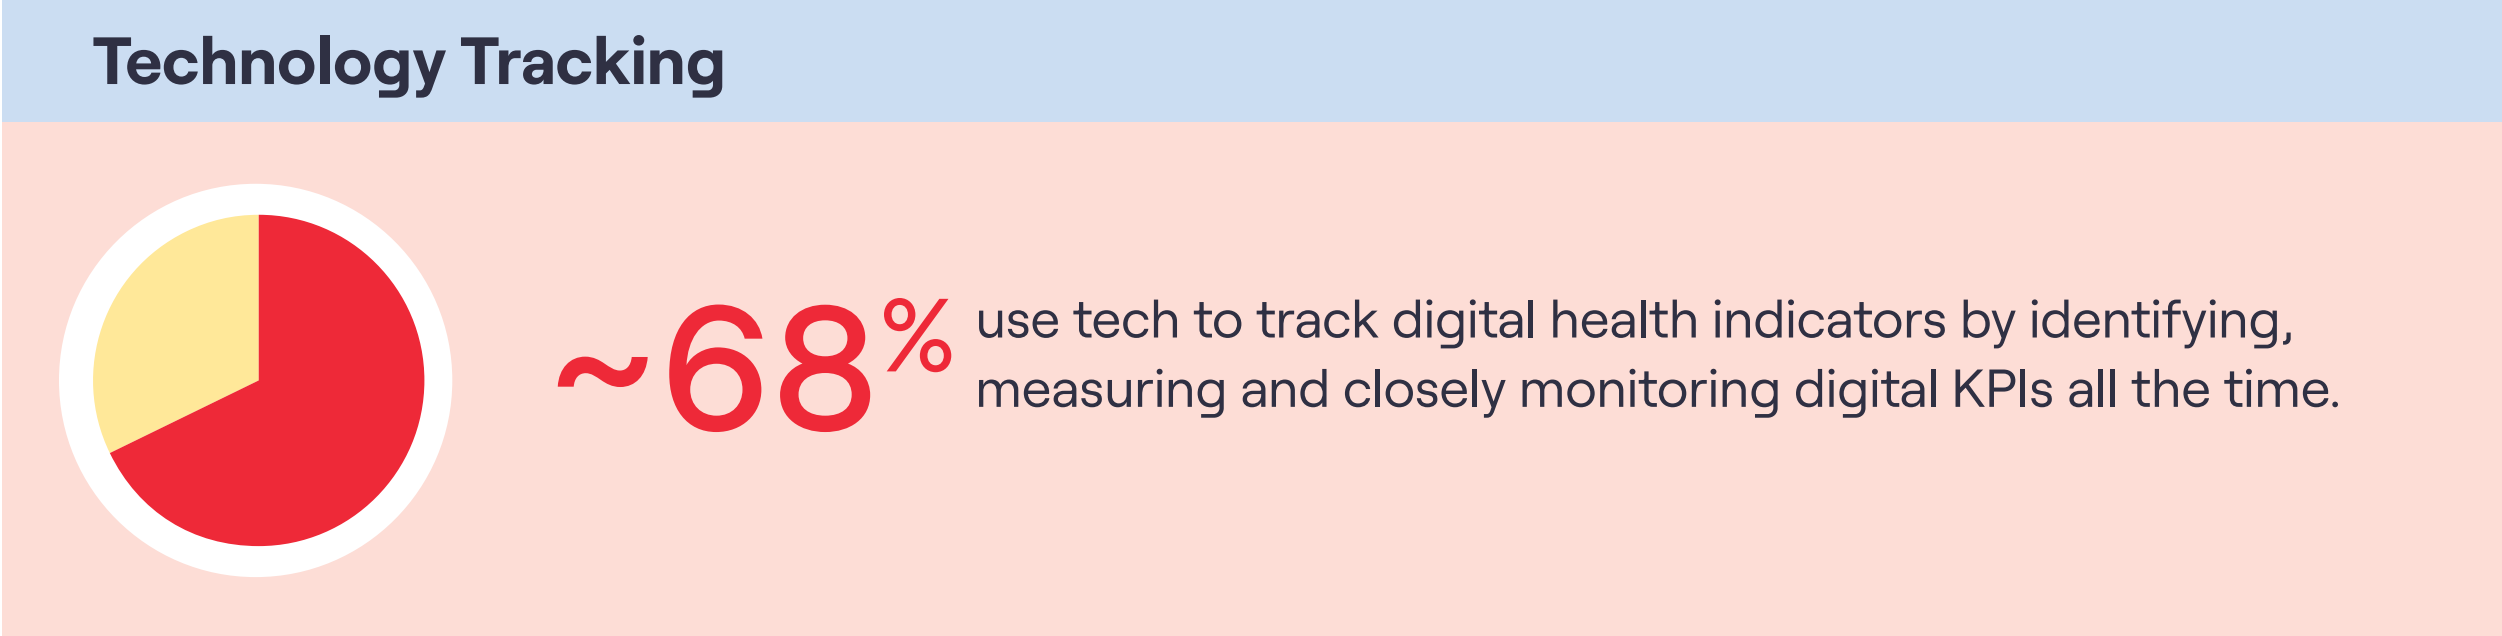 Technology Tracking
~68% use tech to track digital health indicators by identifying,
measuring and closely monitoring digital KPIs all the time.